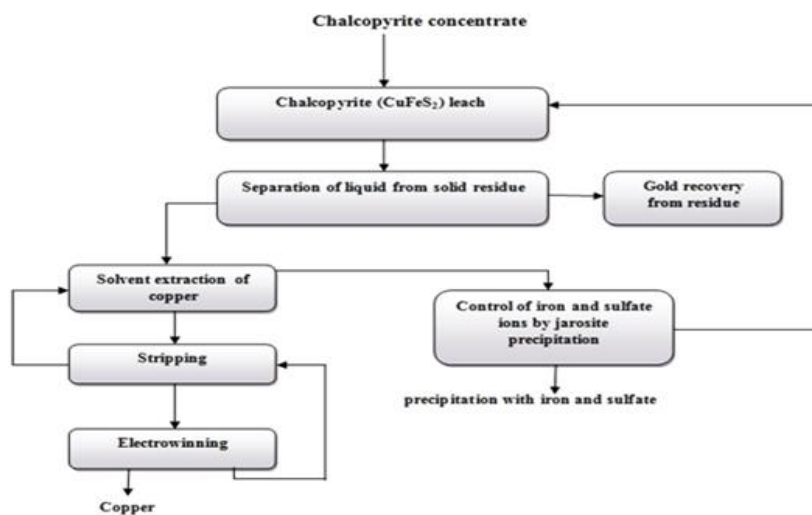 Chalcopyrite concentrate
Chalcopyrite (CuFeS₂) leach
Separation of liquid from solid residue
Gold recovery
from residue
Solvent extraction of
copper
Control of iron and sulfate
ions by jarosite
precipitation
Stripping
precipitation with iron and sulfate
Electrowinning
Copper